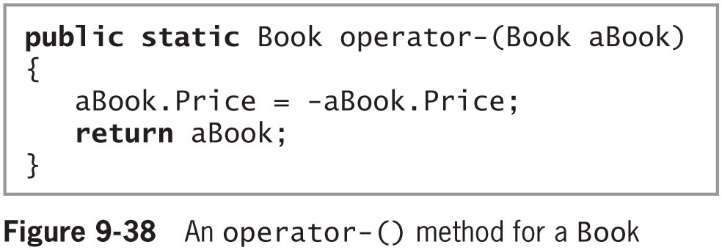 public static Book operator-(Book aBook)
{
aBook.Price = -aBook.Price;
return aBook;
}
Figure 9-38 An operator-() method for a Book